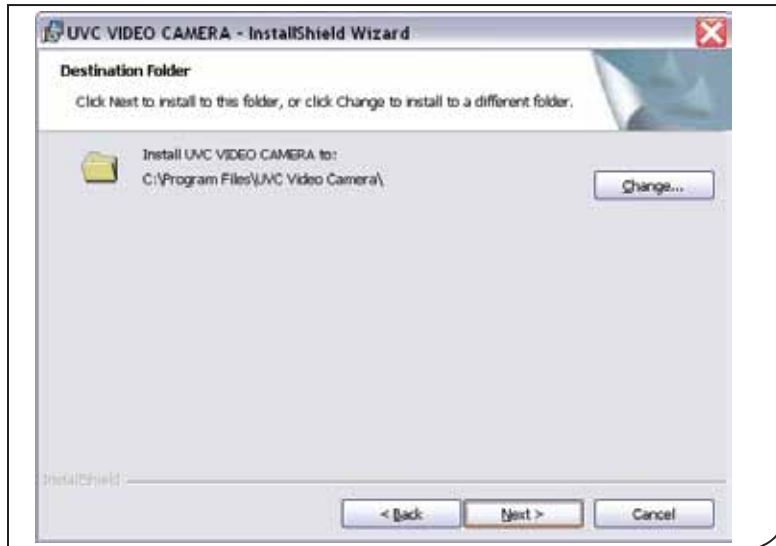 UVC VIDEO CAMERA - InstallShield Wizard
Destination Folder
Click Next to install to this folder, or click Change to install to a different folder.
Install UVC VIDEO CAMERA to:
C:\Program Files\UVC Video Camera\
Change...
InstallShield
< Back
Next >
Cancel